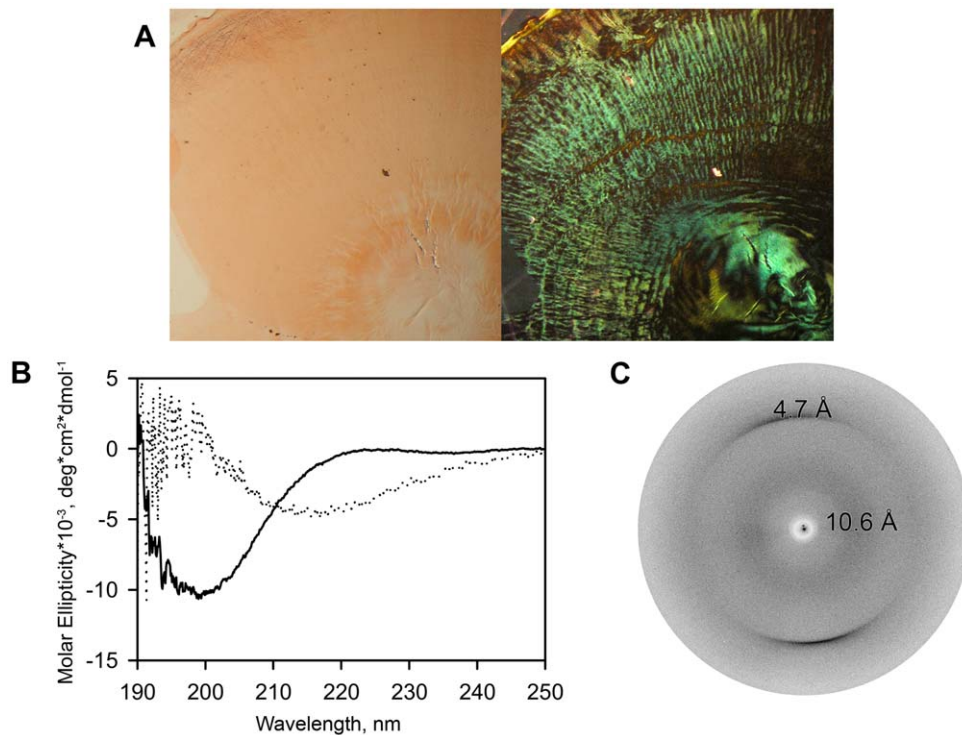 A
B
5
0
-5
-10
-15
Molar Ellipticity*10⁻³, deg*cm²*dmol⁻¹
190 200 210 220 230 240 250
Wavelength, nm
C
4.7 Å
10.6 Å